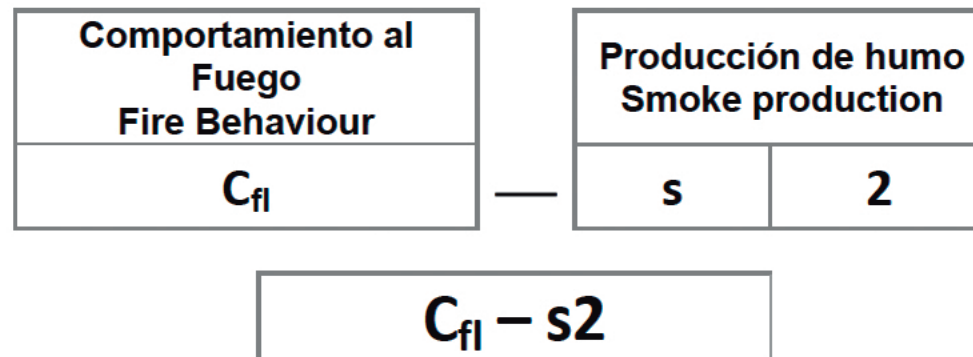 Comportamiento al
Fuego
Fire Behaviour
Producción de humo
Smoke production
Cfl — s 2
Cfl – s2